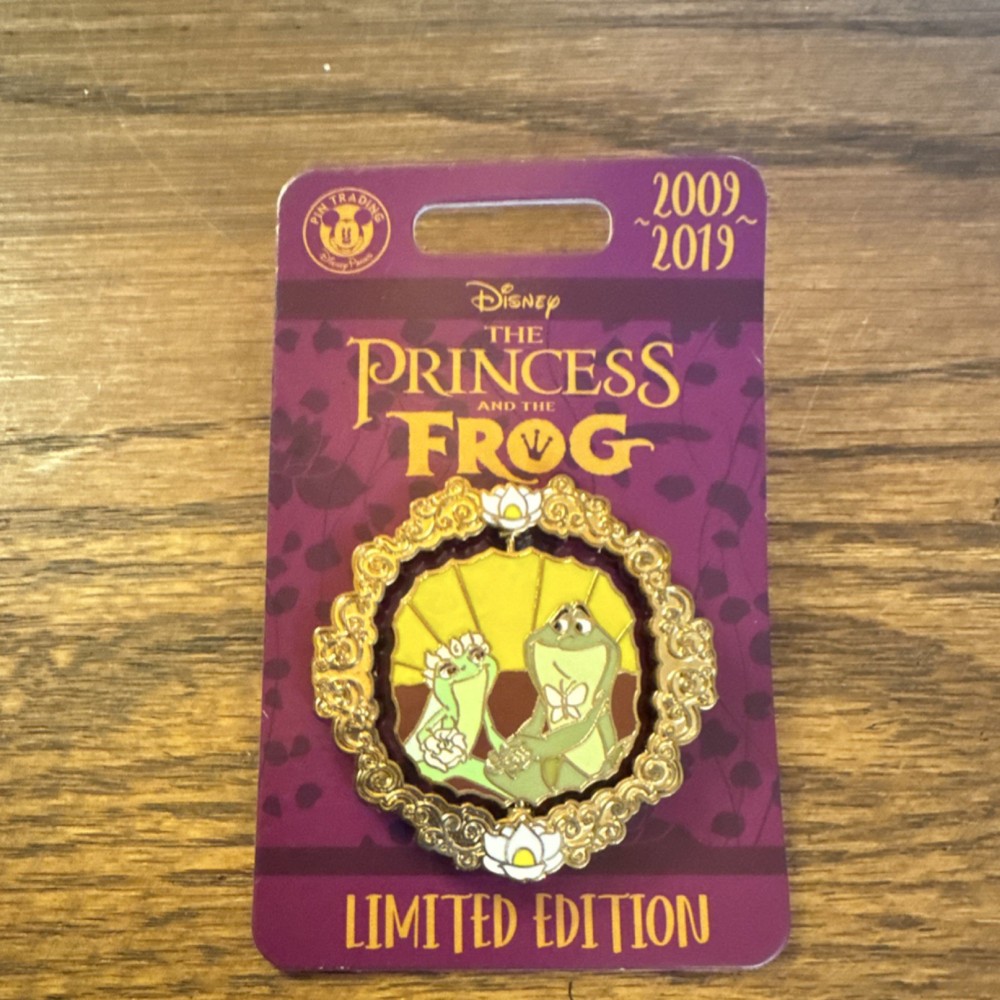 PIN TRADING
Disney Parks
2009
~ ~
2019
Disney
THE
PRINCESS
AND THE
FROG
LIMITED EDITION